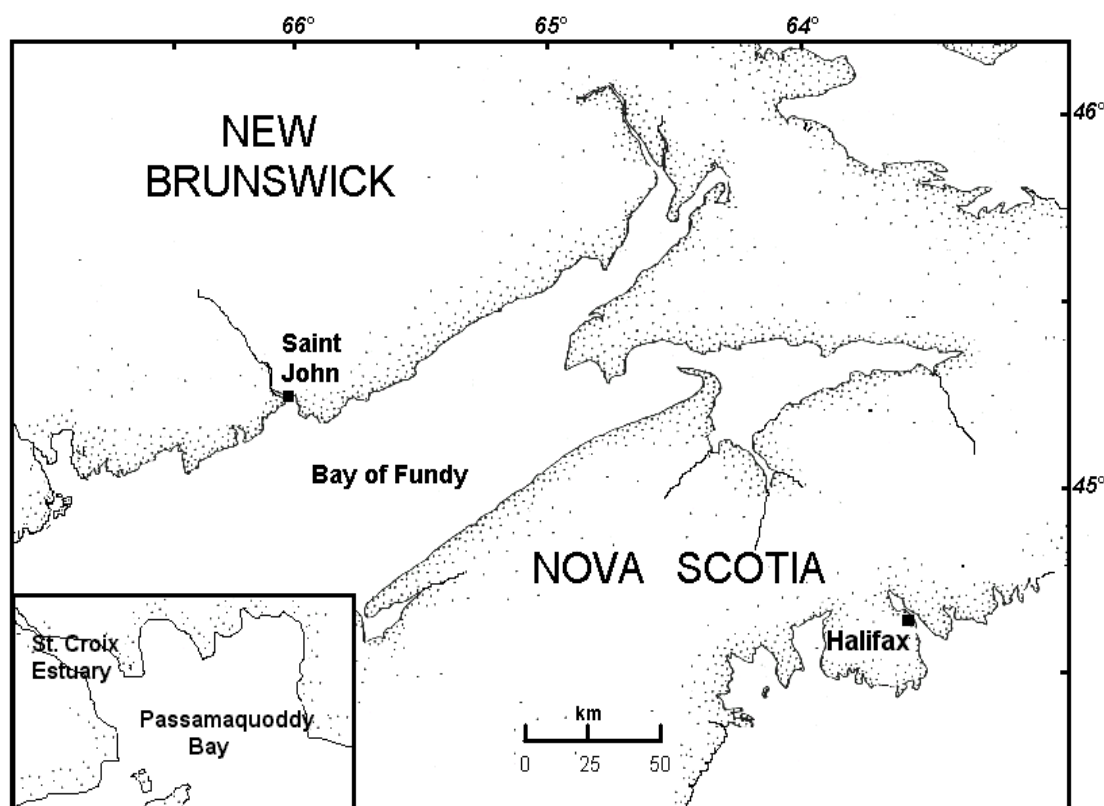 66° 65° 64°
NEW
BRUNSWICK
46°
Saint
John
Bay of Fundy
45°
NOVA SCOTIA
Halifax
St. Croix
Estuary
Passamaquoddy
Bay
km
0 25 50